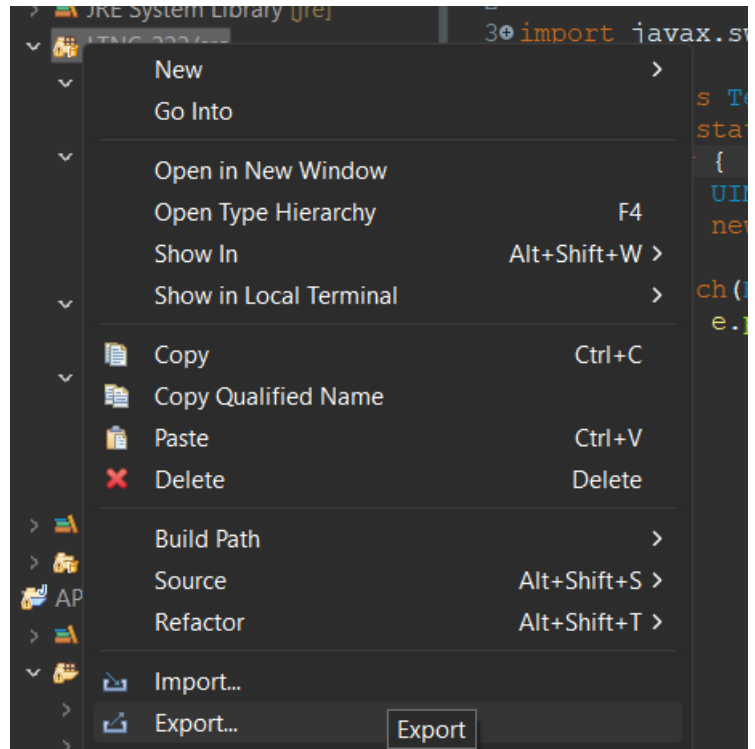 JRE System Library [jre]
3 import javax.sw
New
Go Into
s Te
stat
Open in New Window
{
Open Type Hierarchy F4
UIM
new
Show In Alt+Shift+W >
Show in Local Terminal >
ch(
e.p
Copy Ctrl+C
Copy Qualified Name
Paste Ctrl+V
Delete Delete
Build Path >
Source Alt+Shift+S >
AP
Refactor Alt+Shift+T >
Import...
Export...
Export